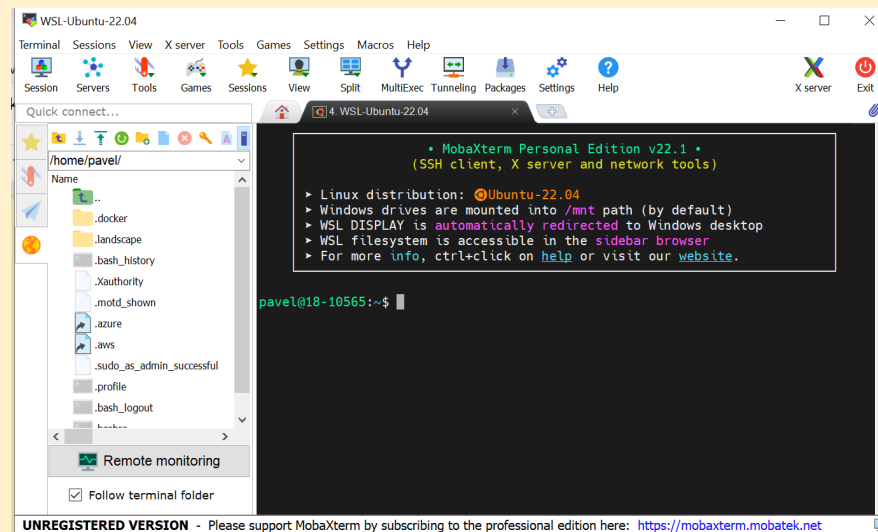 WSL-Ubuntu-22.04
Terminal Sessions View X server Tools Games Settings Macros Help
Session Servers Tools Games Sessions View Split MultiExec Tunneling Packages Settings Help X server Exit
Quick connect...
4. WSL-Ubuntu-22.04
/home/pavel/
Name
..
.docker
.landscape
.bash_history
.Xauthority
.motd_shown
.azure
.aws
.sudo_as_admin_successful
.profile
.bash_logout
Remote monitoring
Follow terminal folder
• MobaXterm Personal Edition v22.1 •
(SSH client, X server and network tools)
➤ Linux distribution: Ubuntu-22.04
➤ Windows drives are mounted into /mnt path (by default)
➤ WSL DISPLAY is automatically redirected to Windows desktop
➤ WSL filesystem is accessible in the sidebar browser
➤ For more info, ctrl+click on help or visit our website.
pavel@18-10565:~$
UNREGISTERED VERSION - Please support MobaXterm by subscribing to the professional edition here: https://mobaxterm.mobatek.net